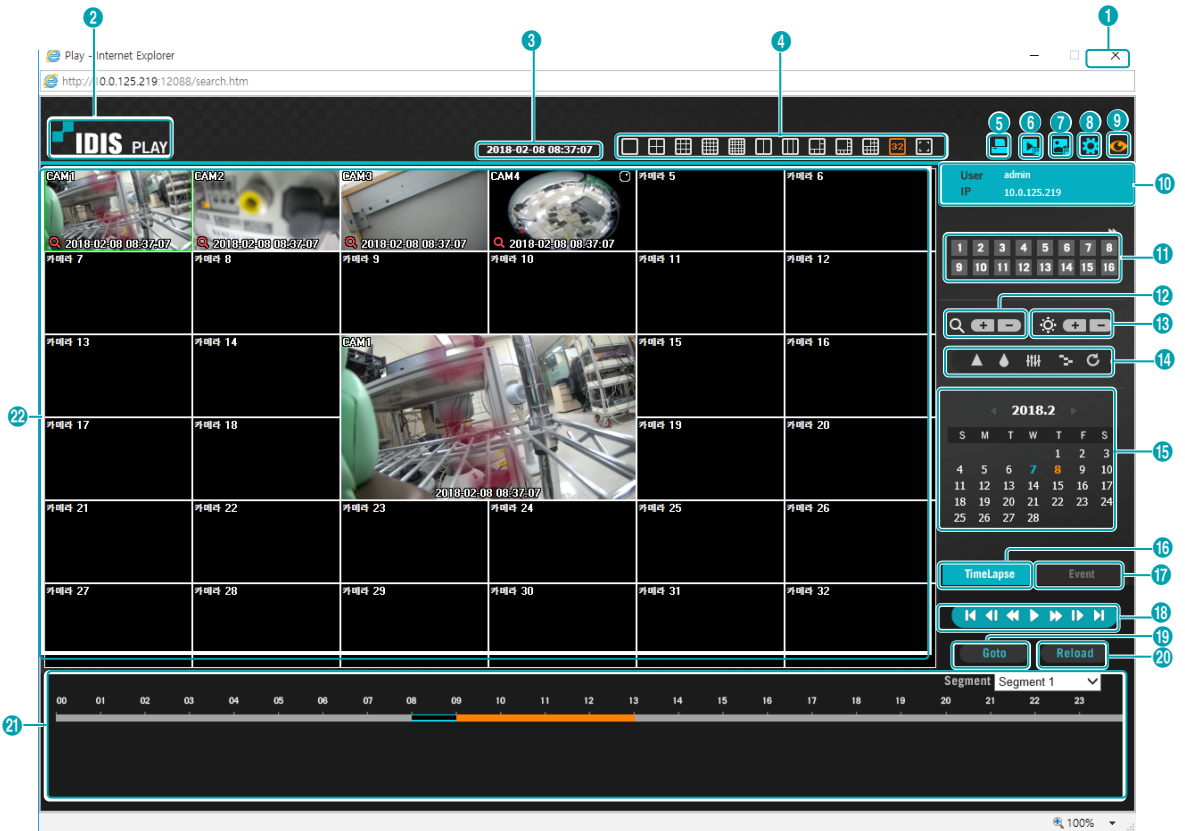 2 3 4 1
Play - Internet Explorer
http://10.0.125.219:12088/search.htm
5 6 7 8 9
IDIS PLAY
2018-02-08 08:37:07
32
User admin
IP 10.0.125.219
10
CAM1 CAM2 CAM3 CAM4 카메라 5 카메라 6
2018-02-08 08:37:07 2018-02-08 08:37:07 2018-02-08 08:37:07 2018-02-08 08:37:07
1 2 3 4 5 6 7 8
9 10 11 12 13 14 15 16
11
카메라 7 카메라 8 카메라 9 카메라 10 카메라 11 카메라 12
12
13
카메라 13 카메라 14 CAM1 카메라 15 카메라 16
14
22
2018.2
카메라 17 카메라 18 카메라 19 카메라 20
S M T W T F S
1 2 3
4 5 6 7 8 9 10
11 12 13 14 15 16 17
18 19 20 21 22 23 24
25 26 27 28
15
2018-02-08 08:37:07
카메라 21 카메라 22 카메라 23 카메라 24 카메라 25 카메라 26
16
TimeLapse Event
17
카메라 27 카메라 28 카메라 29 카메라 30 카메라 31 카메라 32
18
19
Goto Reload
20
Segment Segment 1
00 01 02 03 04 05 06 07 08 09 10 11 12 13 14 15 16 17 18 19 20 21 22 23
21
100%